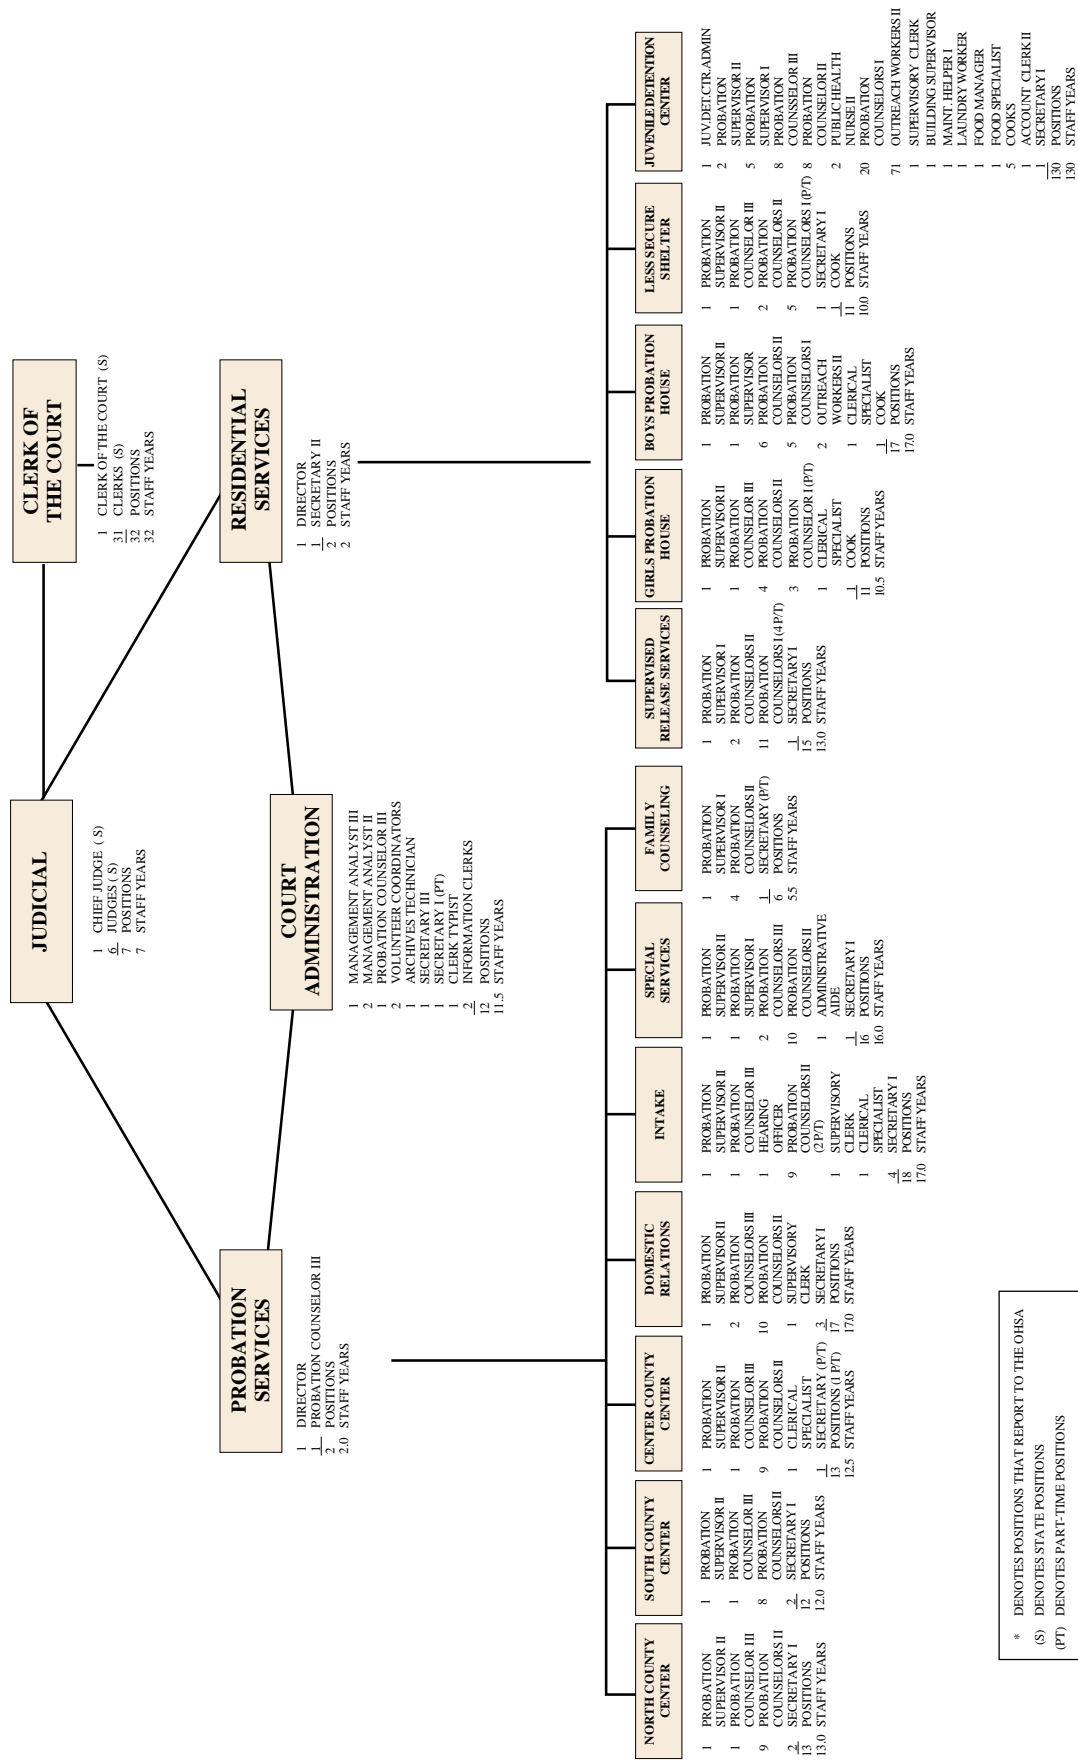 JUDICIAL
1 CHIEF JUDGE (S)
6 JUDGES (S)
7 POSITIONS
7 STAFF YEARS
CLERK OF
THE COURT
1 CLERK OF THE COURT (S)
31 CLERKS (S)
32 POSITIONS
32 STAFF YEARS
PROBATION
SERVICES
1 DIRECTOR
1 PROBATION COUNSELOR III
2 POSITIONS
2.0 STAFF YEARS
COURT
ADMINISTRATION
1 MANAGEMENT ANALYST III
2 MANAGEMENT ANALYST II
1 PROBATION COUNSELOR III
2 VOLUNTEER COORDINATORS
1 ARCHIVES TECHNICIAN
1 SECRETARY III
1 SECRETARY I (PT)
1 CLERK TYPIST
2 INFORMATION CLERKS
12 POSITIONS
11.5 STAFF YEARS
RESIDENTIAL
SERVICES
1 DIRECTOR
1 SECRETARY II
2 POSITIONS
2 STAFF YEARS
NORTH COUNTY
CENTER
1 PROBATION
SUPERVISOR II
1 PROBATION
COUNSELOR III
9 PROBATION
COUNSELORS II
2 SECRETARY I
13 POSITIONS
13.0 STAFF YEARS
SOUTH COUNTY
CENTER
1 PROBATION
SUPERVISOR II
1 PROBATION
COUNSELOR III
8 PROBATION
COUNSELORS II
2 SECRETARY I
12 POSITIONS
12.0 STAFF YEARS
CENTER COUNTY
CENTER
1 PROBATION
SUPERVISOR II
1 PROBATION
COUNSELOR III
9 PROBATION
COUNSELORS II
1 CLERICAL
SPECIALIST
1 SECRETARY (P/T)
13 POSITIONS (1 P/T)
12.5 STAFF YEARS
DOMESTIC
RELATIONS
1 PROBATION
SUPERVISOR II
2 PROBATION
COUNSELORS III
10 PROBATION
COUNSELORS II
1 SUPERVISORY
CLERK
3 SECRETARY I
17 POSITIONS
17.0 STAFF YEARS
INTAKE
1 PROBATION
SUPERVISOR II
1 PROBATION
COUNSELOR III
1 HEARING
OFFICER
9 PROBATION
COUNSELORS II
(2 P/T)
1 SUPERVISORY
CLERK
1 CLERICAL
SPECIALIST
4 SECRETARY I
18 POSITIONS
17.0 STAFF YEARS
SPECIAL
SERVICES
1 PROBATION
SUPERVISOR II
1 PROBATION
SUPERVISOR I
2 PROBATION
COUNSELORS III
10 PROBATION
COUNSELORS II
1 ADMINISTRATIVE
AIDE
1 SECRETARY I
16 POSITIONS
16.0 STAFF YEARS
FAMILY
COUNSELING
1 PROBATION
SUPERVISOR I
4 PROBATION
COUNSELORS II
1 SECRETARY (P/T)
6 POSITIONS
5.5 STAFF YEARS
SUPERVISED
RELEASE SERVICES
1 PROBATION
SUPERVISOR I
2 PROBATION
COUNSELORS II
11 PROBATION
COUNSELORS I (4 P/T)
1 SECRETARY I
15 POSITIONS
13.0 STAFF YEARS
GIRLS PROBATION
HOUSE
1 PROBATION
SUPERVISOR II
1 PROBATION
COUNSELOR III
4 PROBATION
COUNSELORS II
3 PROBATION
COUNSELOR I (P/T)
1 CLERICAL
SPECIALIST
1 COOK
11 POSITIONS
10.5 STAFF YEARS
BOYS PROBATION
HOUSE
1 PROBATION
SUPERVISOR II
1 PROBATION
SUPERVISOR
6 PROBATION
COUNSELORS II
5 PROBATION
COUNSELORS I
2 OUTREACH
WORKERS II
1 CLERICAL
SPECIALIST
1 COOK
17 POSITIONS
17.0 STAFF YEARS
LESS SECURE
SHELTER
1 PROBATION
SUPERVISOR II
1 PROBATION
COUNSELOR III
2 PROBATION
COUNSELORS II
5 PROBATION
COUNSELORS I (P/T)
1 SECRETARY I
1 COOK
11 POSITIONS
10.0 STAFF YEARS
JUVENILE DETENTION
CENTER
1 JUV.DET.CTR.ADMIN
2 PROBATION
SUPERVISOR II
5 PROBATION
SUPERVISOR I
8 PROBATION
COUNSSELOR III
8 PROBATION
COUNSELOR II
2 PUBLIC HEALTH
NURSE II
20 PROBATION
COUNSELORS I
71 OUTREACH WORKERS II
1 SUPERVISORY CLERK
1 BUILDING SUPERVISOR
1 MAINT. HELPER I
1 LAUNDRY WORKER
1 FOOD MANAGER
1 FOOD SPECIALIST
5 COOKS
1 ACCOUNT CLERK II
1 SECRETARY I
130 POSITIONS
130 STAFF YEARS
* DENOTES POSITIONS THAT REPORT TO THE OHSA
(S) DENOTES STATE POSITIONS
(PT) DENOTES PART-TIME POSITIONS